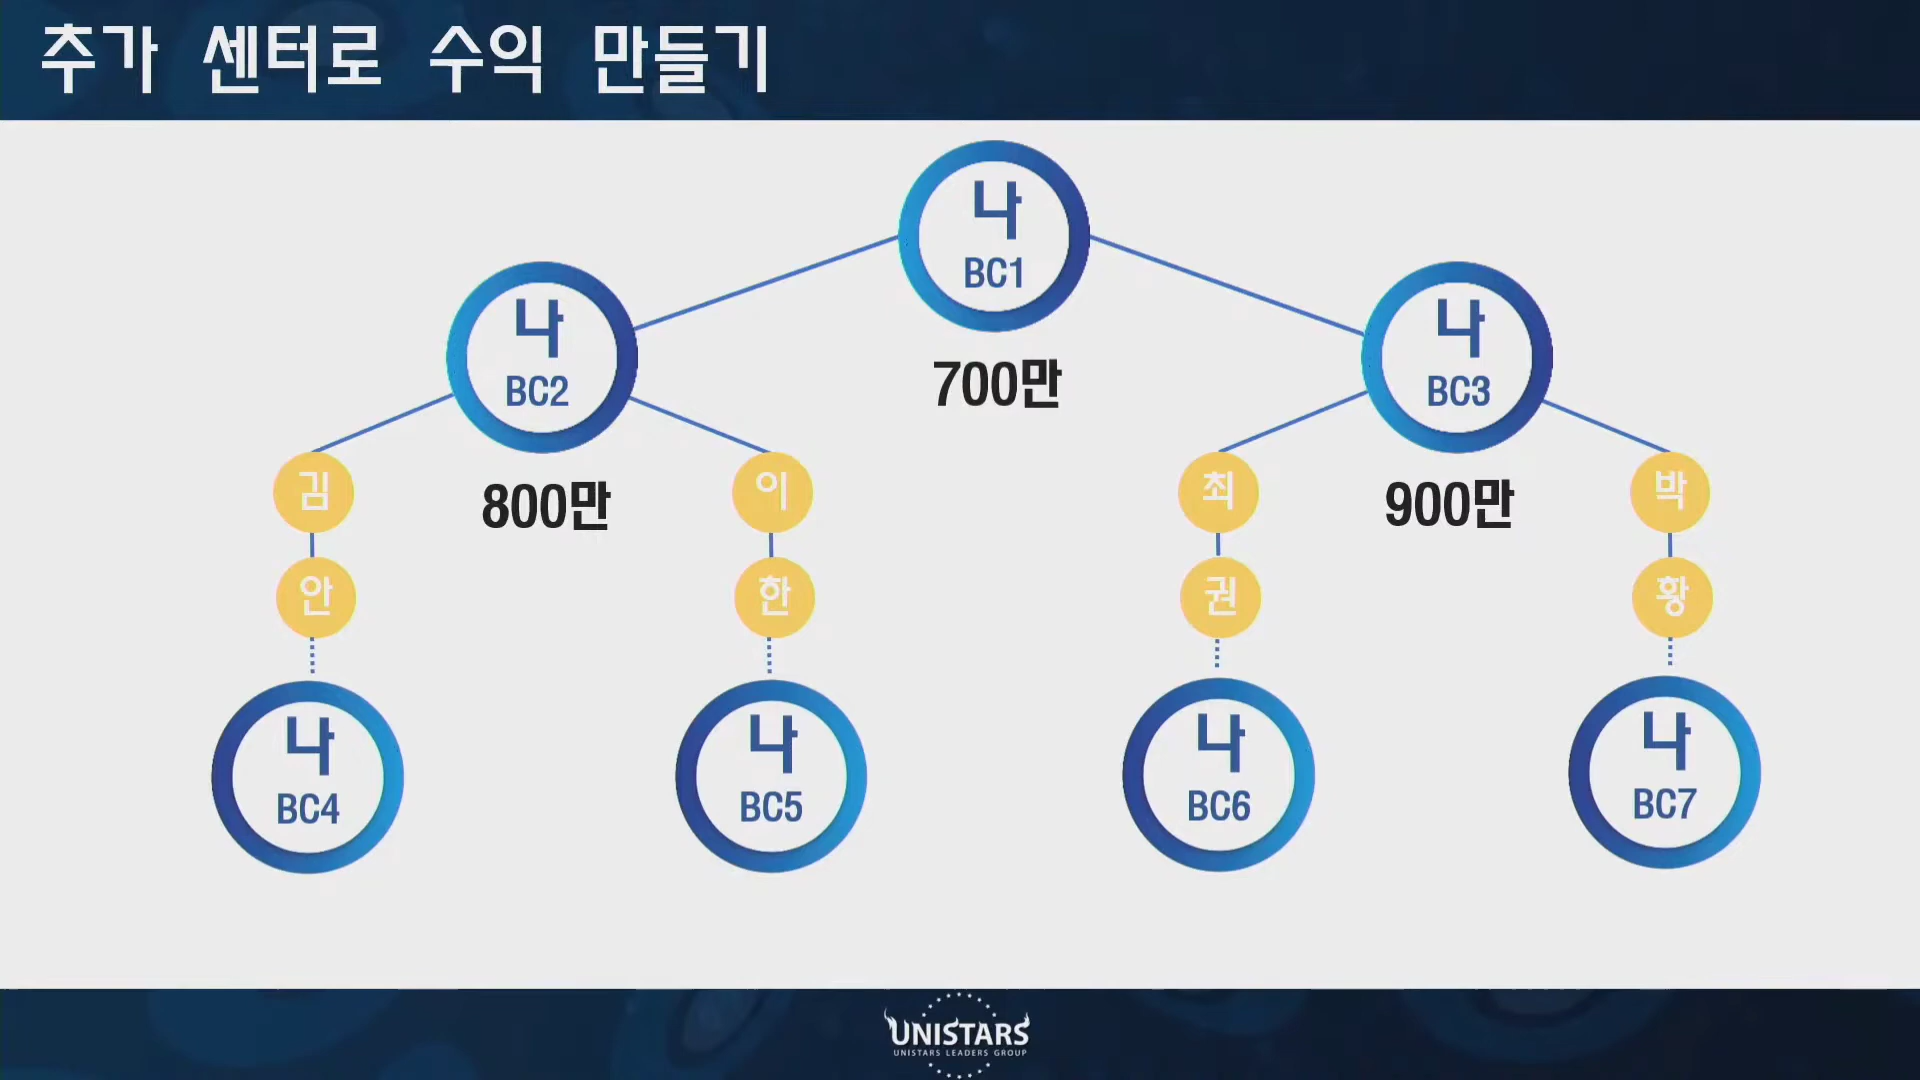 추가 센터로 수익 만들기
나
BC1
700만
나
BC2
800만
나
BC3
900만
김
이
최
박
안
한
권
황
나
BC4
나
BC5
나
BC6
나
BC7
UNISTARS
UNISTARS LEADERS GROUP